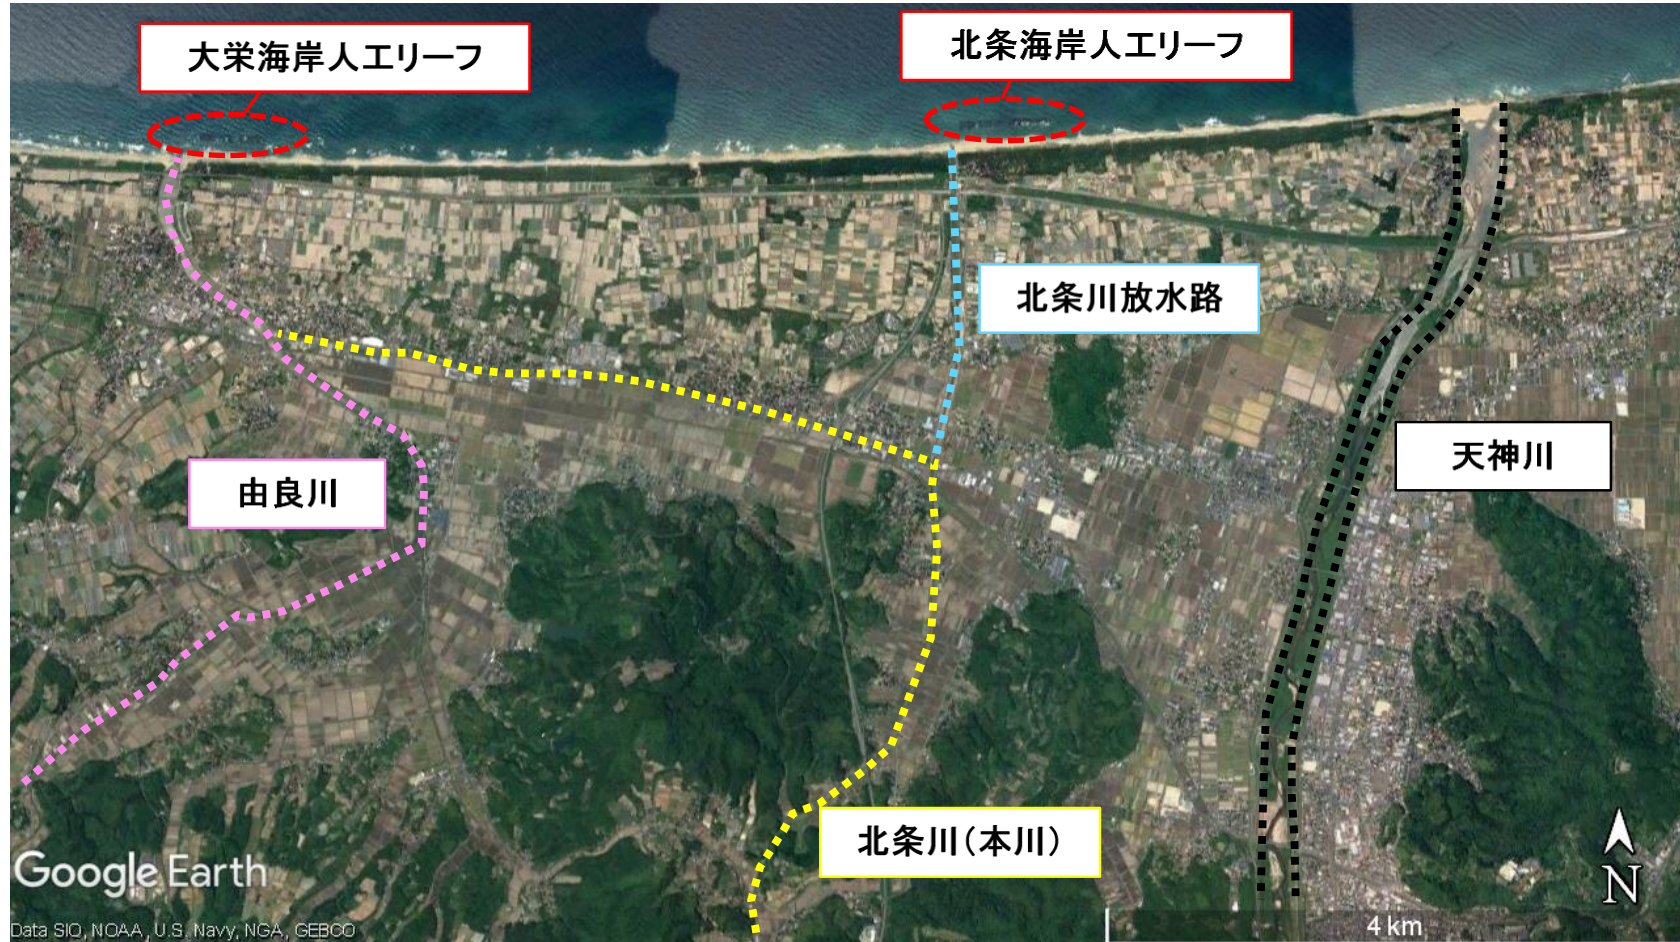 大栄海岸人工リーフ
北条海岸人工リーフ
北条川放水路
天神川
由良川
北条川(本川)
Google Earth
N
Data SIO, NOAA, U.S. Navy, NGA, GEBCO
4 km